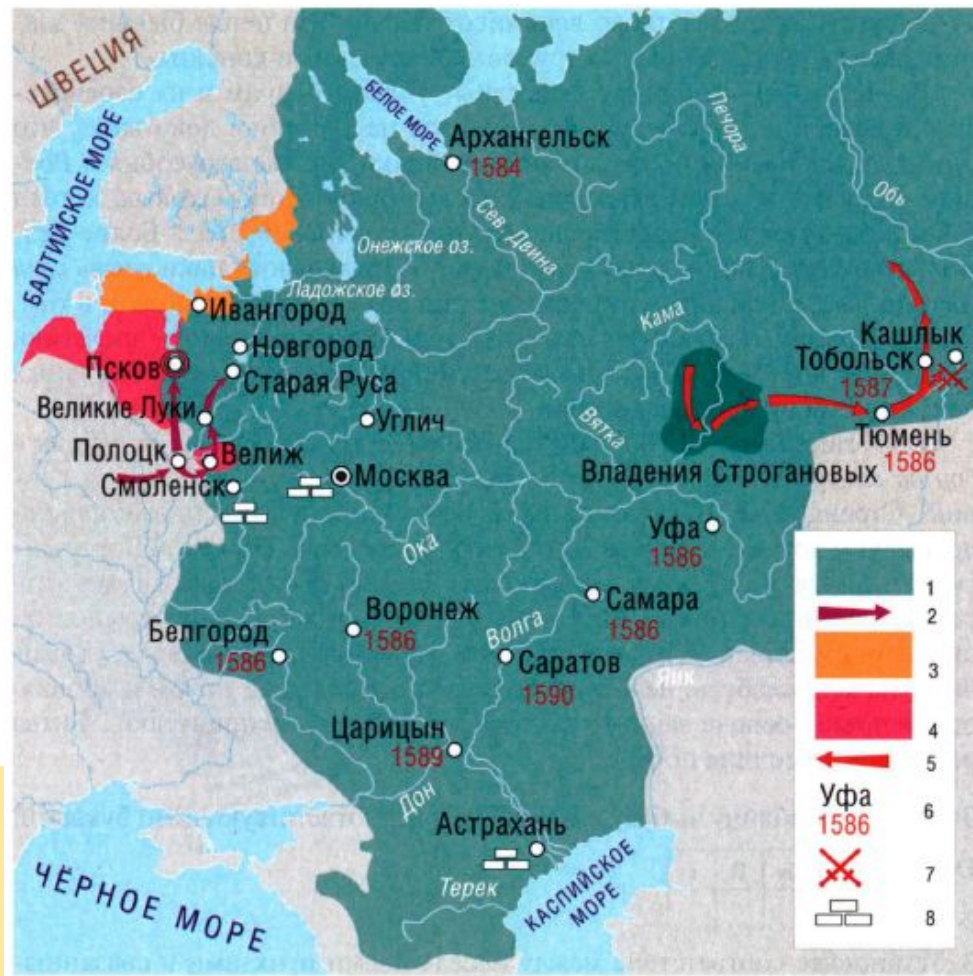 ШВЕЦИЯ
БАЛТИЙСКОЕ МОРЕ
БЕЛОЕ МОРЕ
Архангельск
1584
Печора
Обь
Сев. Двина
Онежское оз.
Ладожское оз.
Ивангород
Новгород
Псков
Старая Руса
Великие Луки
Углич
Полоцк
Велиж
Смоленск
Москва
Кама
Вятка
Кашлык
Тобольск
1587
Тюмень
1586
Владения Строгановых
Ока
Уфа
1586
Воронеж
1586
Самара
1586
Белгород
1586
Волга
Саратов
1590
Яик
Царицын
1589
Дон
Астрахань
Терек
КАСПИЙСКОЕ
МОРЕ
ЧЁРНОЕ МОРЕ
1
2
3
4
5
Уфа
1586
6
7
8